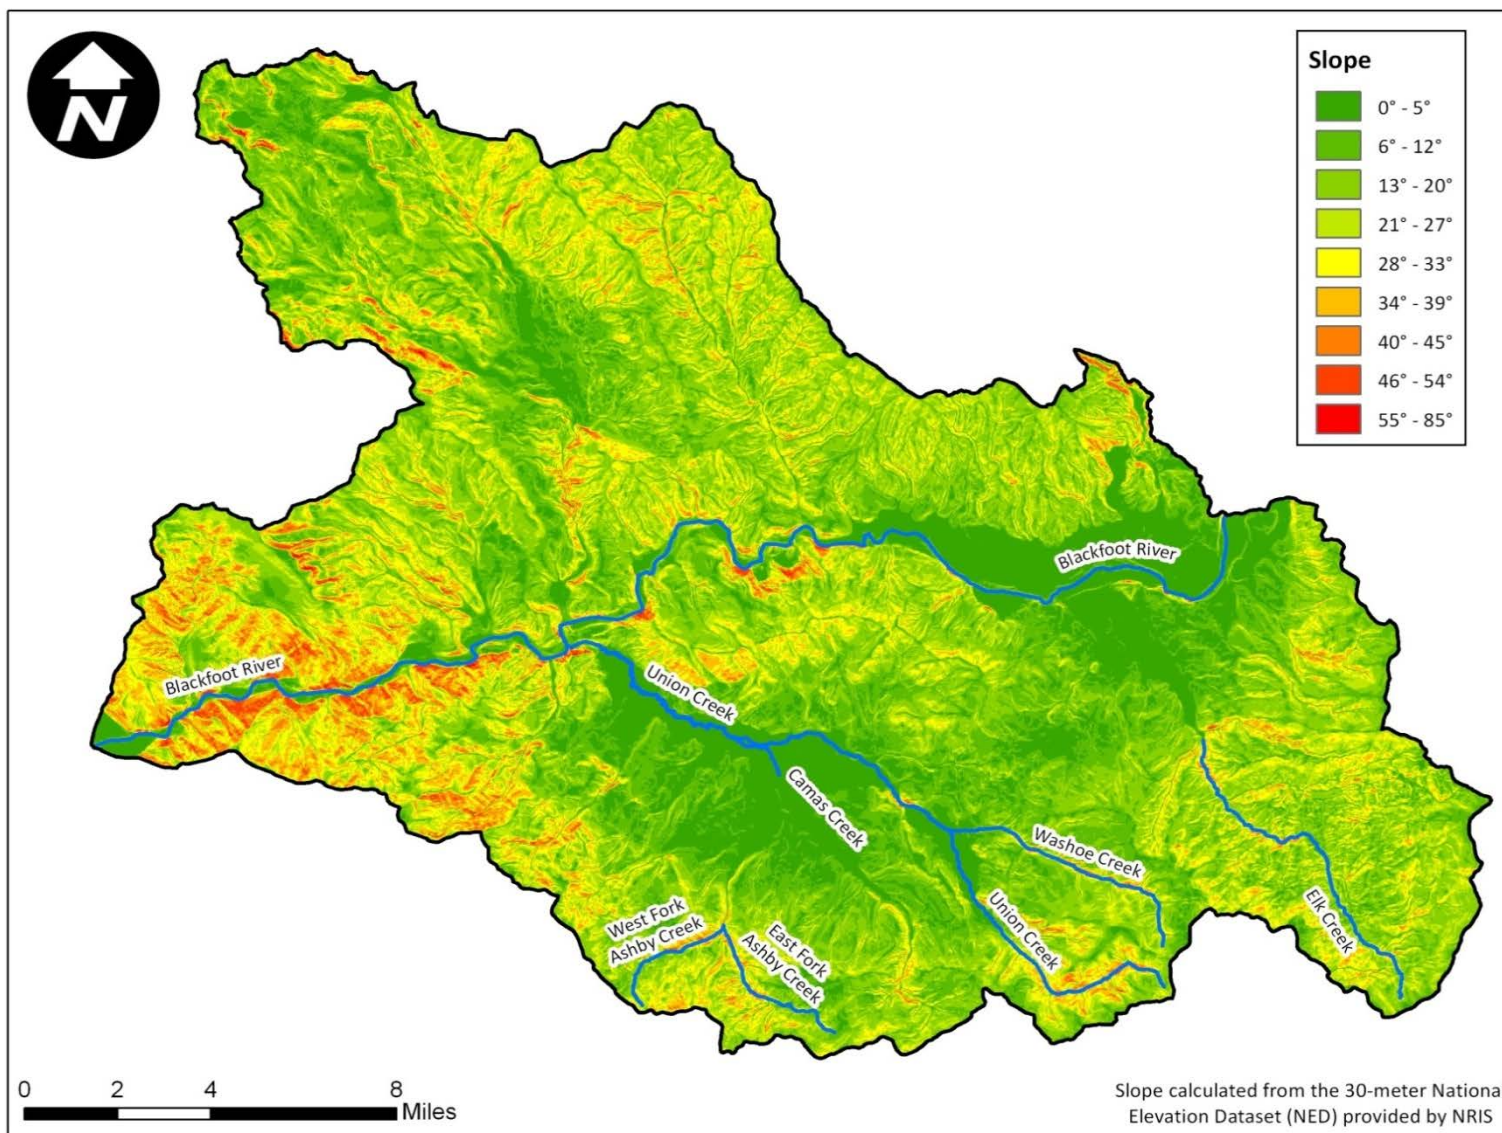 N
Slope
0° - 5°
6° - 12°
13° - 20°
21° - 27°
28° - 33°
34° - 39°
40° - 45°
46° - 54°
55° - 85°
Blackfoot River
Blackfoot River
Union Creek
Camas Creek
Washoe Creek
Union Creek
Elk Creek
West Fork
Ashby Creek
East Fork
Ashby Creek
0 2 4 8
Miles
Slope calculated from the 30-meter Nationa
Elevation Dataset (NED) provided by NRIS